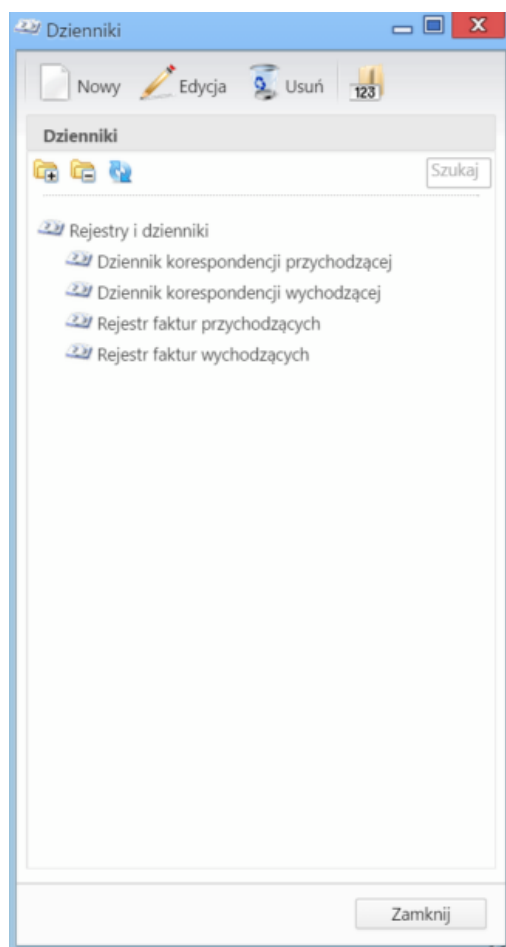 Dzienniki
Nowy Edycja Usuń 123
Dzienniki
Szukaj
Rejestry i dzienniki
Dziennik korespondencji przychodzącej
Dziennik korespondencji wychodzącej
Rejestr faktur przychodzących
Rejestr faktur wychodzących
Zamknij